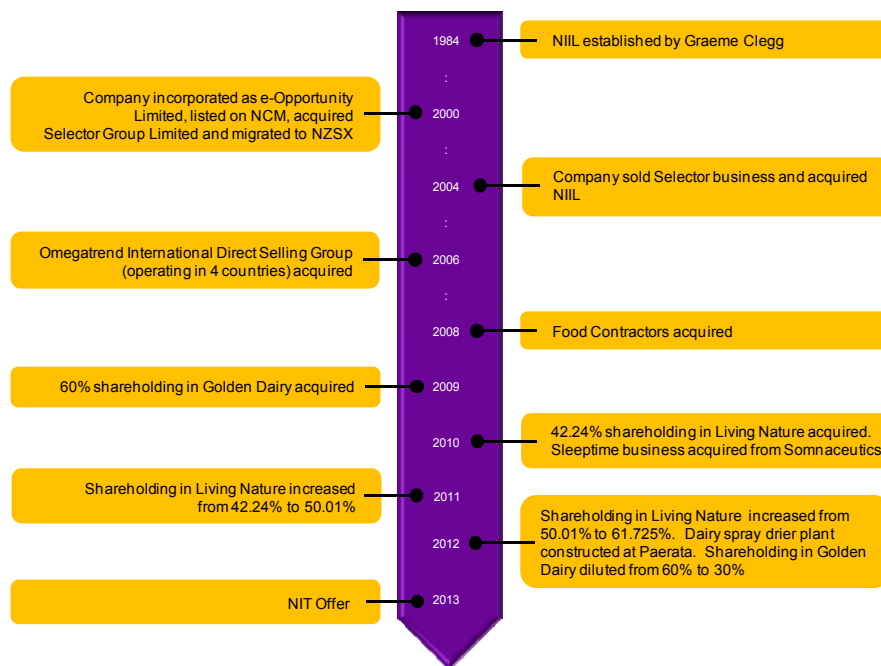 1984
NIIL established by Graeme Clegg
:
Company incorporated as e-Opportunity
Limited, listed on NCM, acquired
Selector Group Limited and migrated to NZSX
2000
:
2004
Company sold Selector business and acquired
NIIL
:
Omegatrend International Direct Selling Group
(operating in 4 countries) acquired
2006
:
2008
Food Contractors acquired
60% shareholding in Golden Dairy acquired
2009
2010
42.24% shareholding in Living Nature acquired.
Sleeptime business acquired from Somnaceutics
Shareholding in Living Nature increased
from 42.24% to 50.01%
2011
2012
Shareholding in Living Nature increased from
50.01% to 61.725%. Dairy spray drier plant
constructed at Paerata. Shareholding in Golden
Dairy diluted from 60% to 30%
NIT Offer
2013